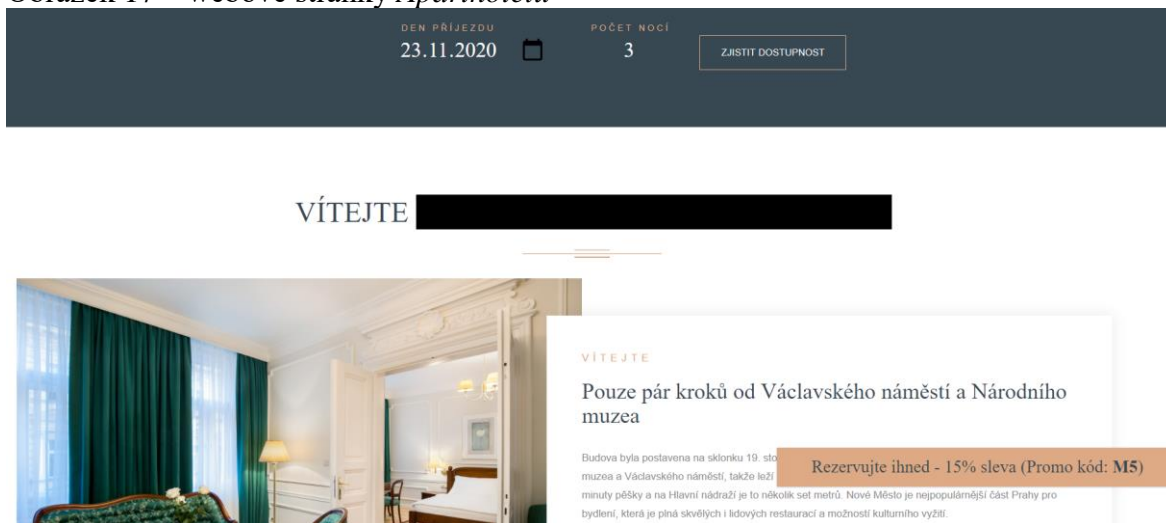 DEN PŘÍJEZDU
POČET NOCÍ
23.11.2020
3
ZJISTIT DOSTUPNOST
VÍTEJTE
VÍTEJTE
Pouze pár kroků od Václavského náměstí a Národního
muzea
Budova byla postavena na sklonku 19.
muzea a Václavského náměstí, takže leží
Rezervujte ihned - 15% sleva (Promo kód: M5)
minuty pěšky a na Hlavní nádraží je to několik set metrů. Nové Město je nejpopulárnější část Prahy pro
bydlení, která je plná skvělých i lidových restaurací a možností kulturního vyžití.